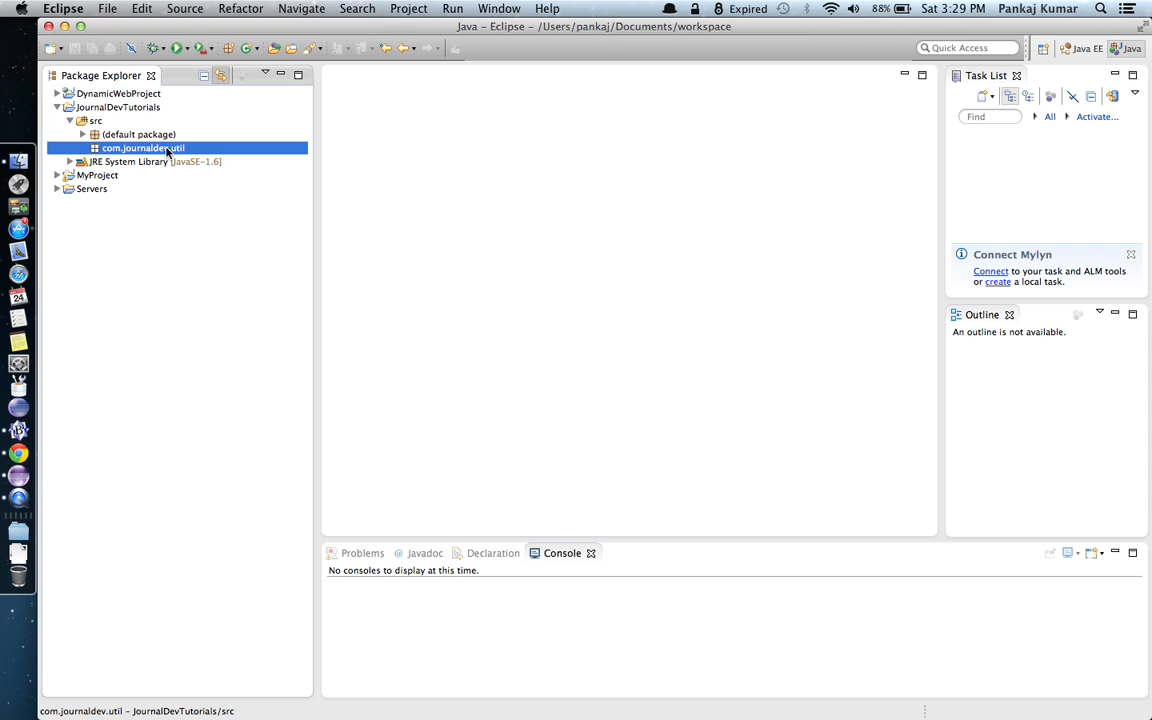 Eclipse File Edit Source Refactor Navigate Search Project Run Window Help 8 Expired 88% Sat 3:29 PM Pankaj Kumar
Java – Eclipse – /Users/pankaj/Documents/workspace
Quick Access Java EE Java
Package Explorer
DynamicWebProject
JournalDevTutorials
src
(default package)
com.journaldev.util
JRE System Library [JavaSE-1.6]
MyProject
Servers
Task List
Find All Activate...
Connect Mylyn
Connect to your task and ALM tools
or create a local task.
Outline
An outline is not available.
Problems @ Javadoc Declaration Console
No consoles to display at this time.
24
com.journaldev.util – JournalDevTutorials/src